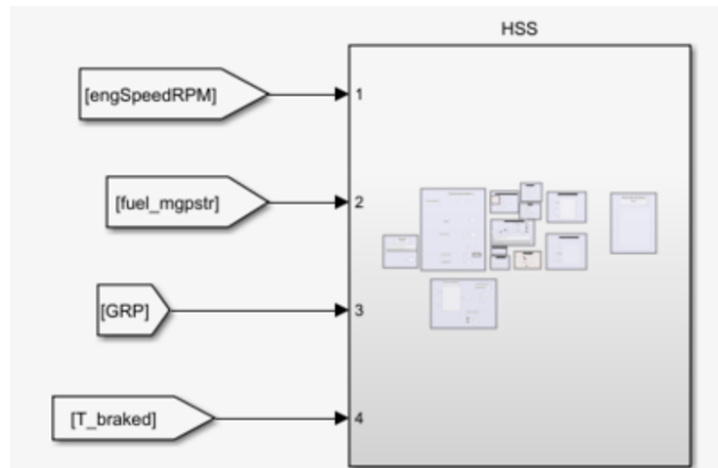 HSS
[engSpeedRPM]
1
[fuel_mgpstr]
2
[GRP]
3
[T_braked]
4